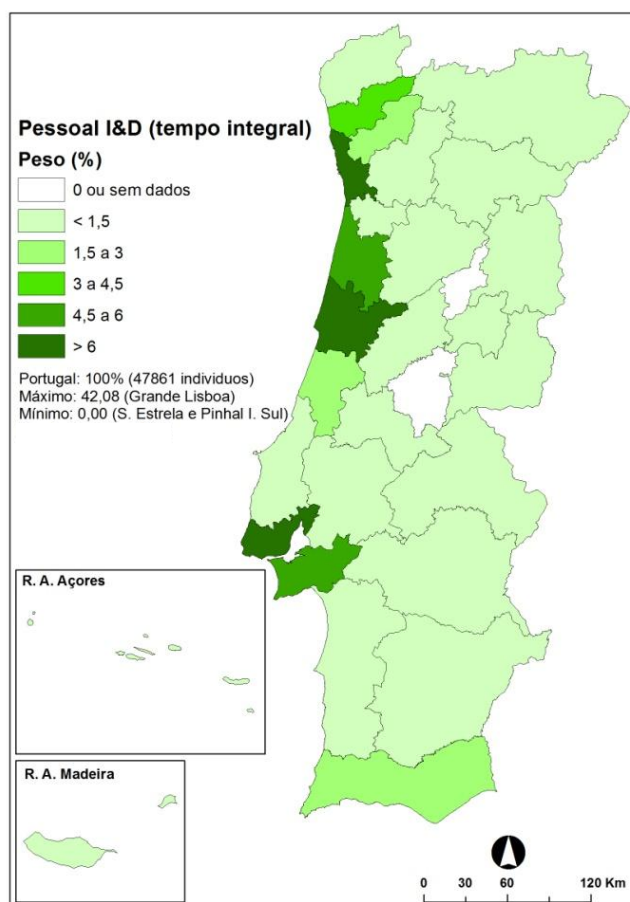 Pessoal I&D (tempo integral)
Peso (%)
0 ou sem dados
< 1,5
1,5 a 3
3 a 4,5
4,5 a 6
> 6
Portugal: 100% (47861 individuos)
Máximo: 42,08 (Grande Lisboa)
Mínimo: 0,00 (S. Estrela e Pinhal I. Sul)
R. A. Açores
R. A. Madeira
0 30 60 120 Km